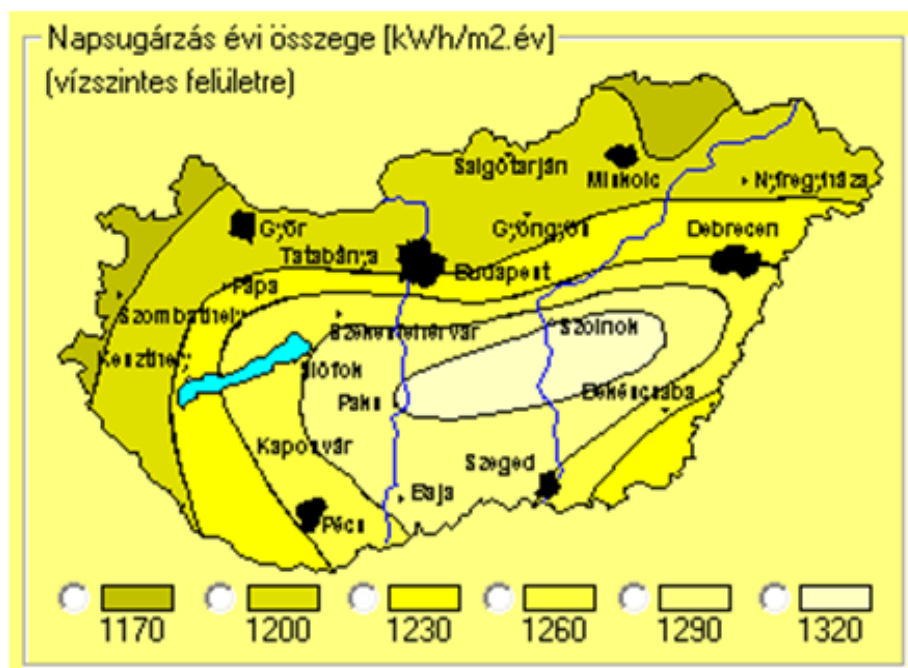 Napsugárzás évi összege [kWh/m2.év]
(vízszintes felületre)
Salgótarján
Miskolc
Nyíregyháza
Győr
Gyöngyös
Debrecen
Tatabánya
Budapest
Pápa
Szombathely
Székesfehérvár
Szolnok
Keszthely
Siófok
Paks
Békéscsaba
Kaposvár
Szeged
Baja
Pécs
1170 1200 1230 1260 1290 1320